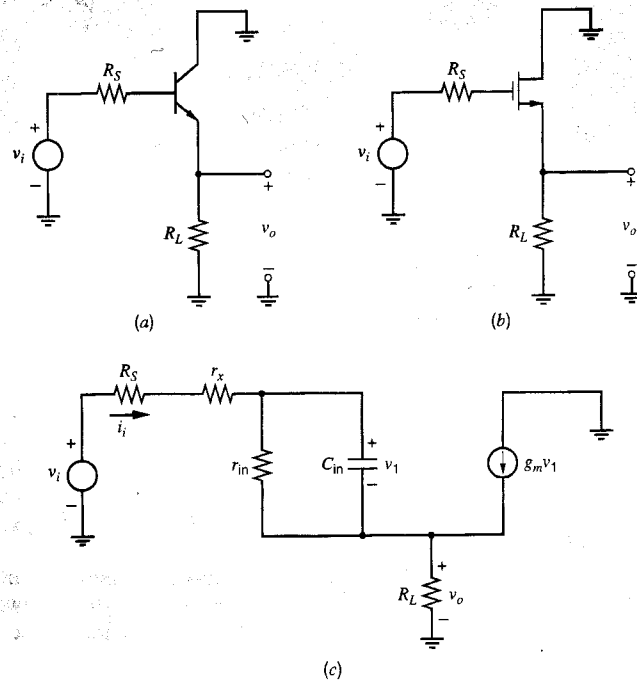 R_S
+
v_i
−
R_L
+
v_o
−
(a)
R_S
+
v_i
−
R_L
+
v_o
−
(b)
R_S
r_x
i_i
+
v_i
−
r_in
C_in
+
v_1
−
g_m v_1
R_L
+
v_o
−
(c)